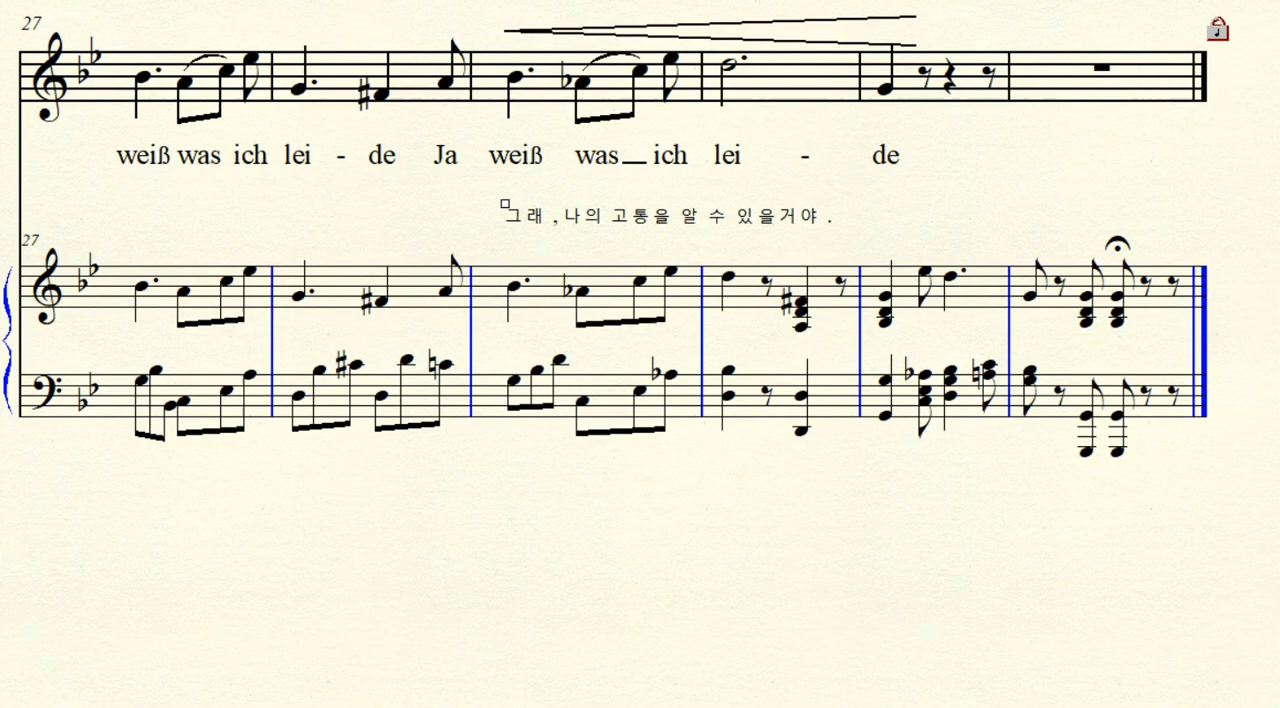 27
weiß was ich lei - de Ja weiß was_ ich lei - de
그래 , 나의 고통을 알 수 있을거야 .
27